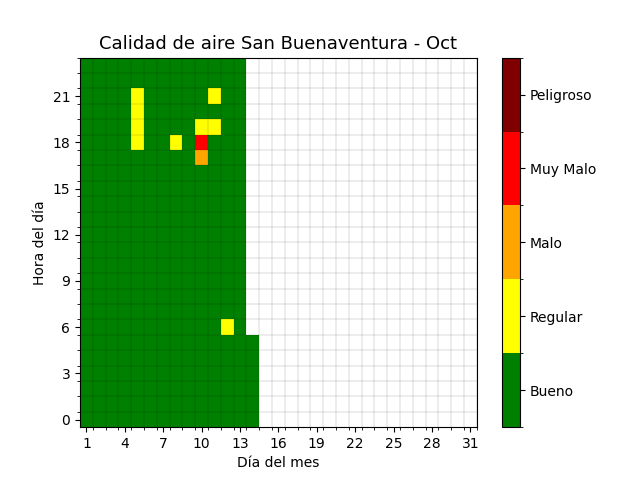 Calidad de aire San Buenaventura - Oct
Peligroso
Muy Malo
Malo
Regular
Bueno
Hora del día
21
18
15
12
9
6
3
0
1 4 7 10 13 16 19 22 25 28 31
Día del mes